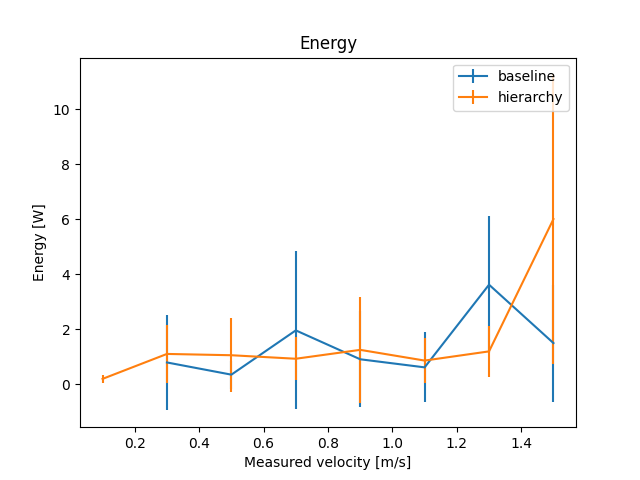 Energy
baseline
hierarchy
Energy [W]
10
8
6
4
2
0
0.2 0.4 0.6 0.8 1.0 1.2 1.4
Measured velocity [m/s]